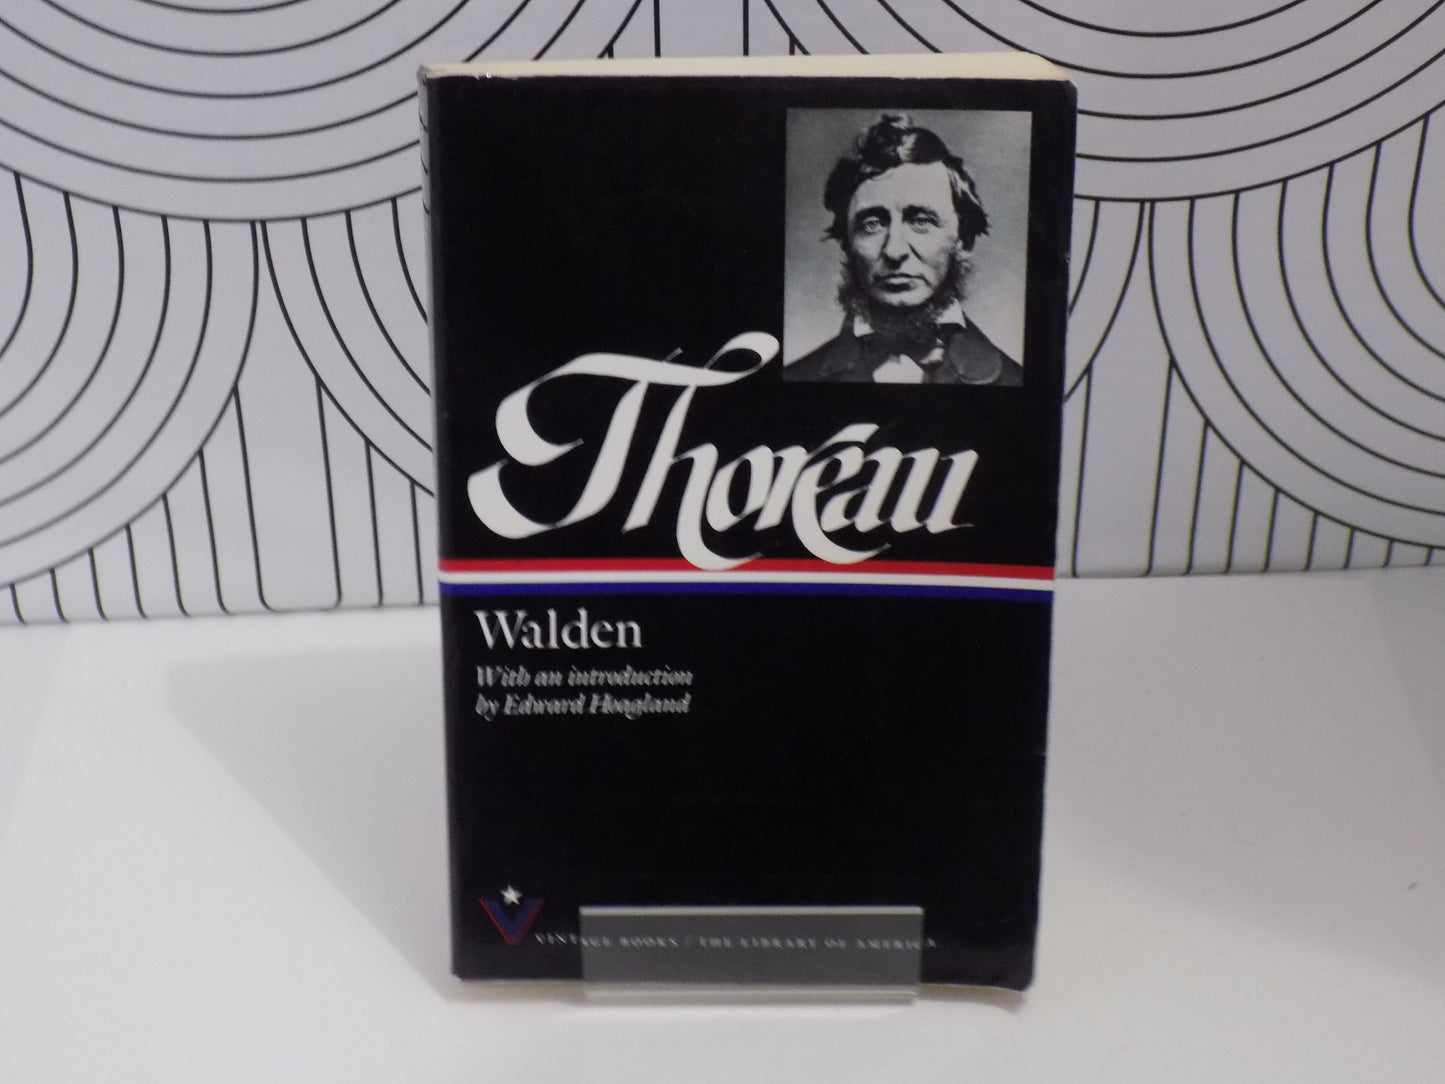 Thoreau
Walden
With an introduction
by Edward Hoagland
VINTAGE BOOKS / THE LIBRARY OF AMERICA